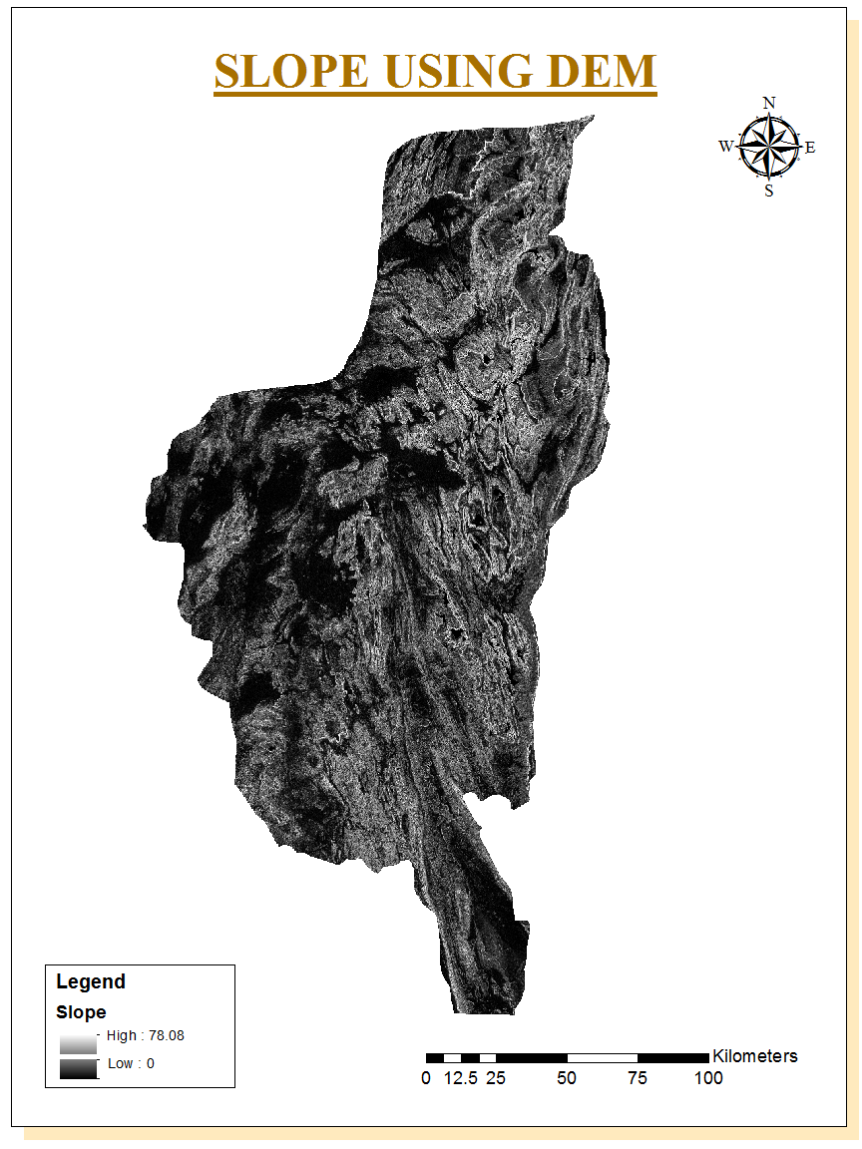 SLOPE USING DEM
N
W E
S
Legend
Slope
High : 78.08
Low : 0
Kilometers
0 12.5 25 50 75 100